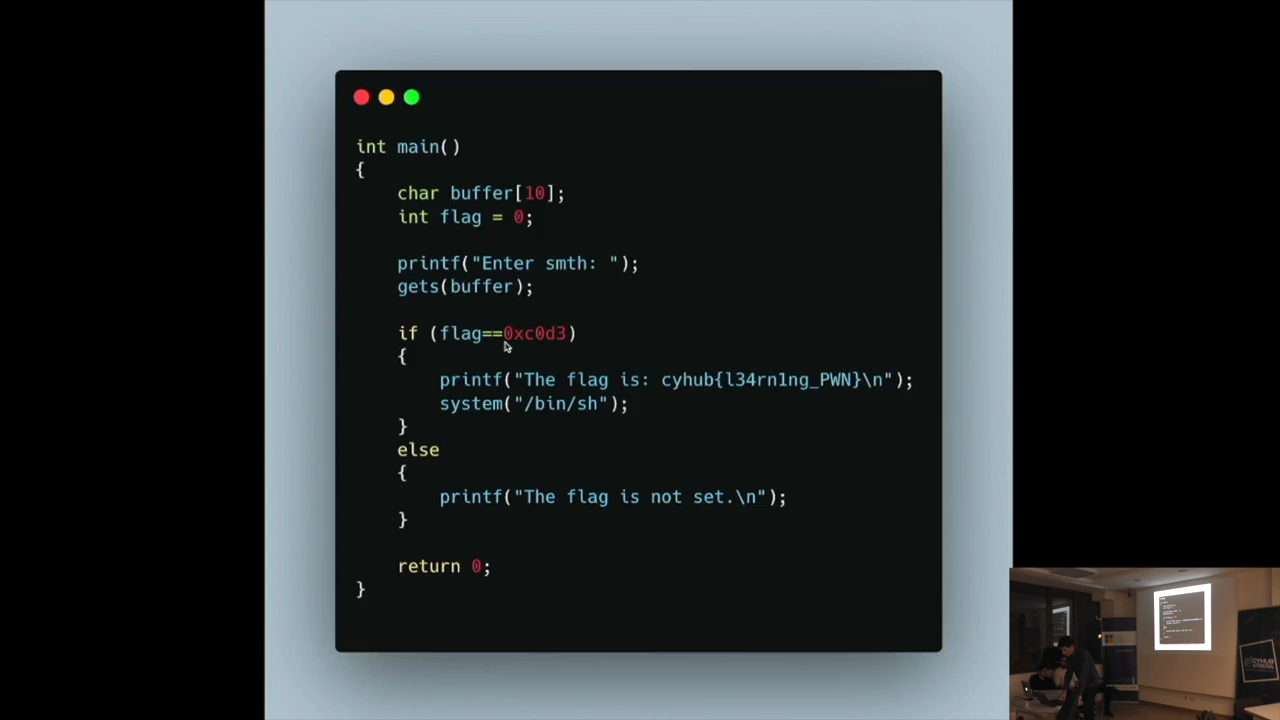 int main()
{
    char buffer[10];
    int flag = 0;

    printf("Enter smth: ");
    gets(buffer);

    if (flag==0xc0d3)
    {
        printf("The flag is: cyhub{l34rn1ng_PWN}\n");
        system("/bin/sh");
    }
    else
    {
        printf("The flag is not set.\n");
    }

    return 0;
}
CYHUB